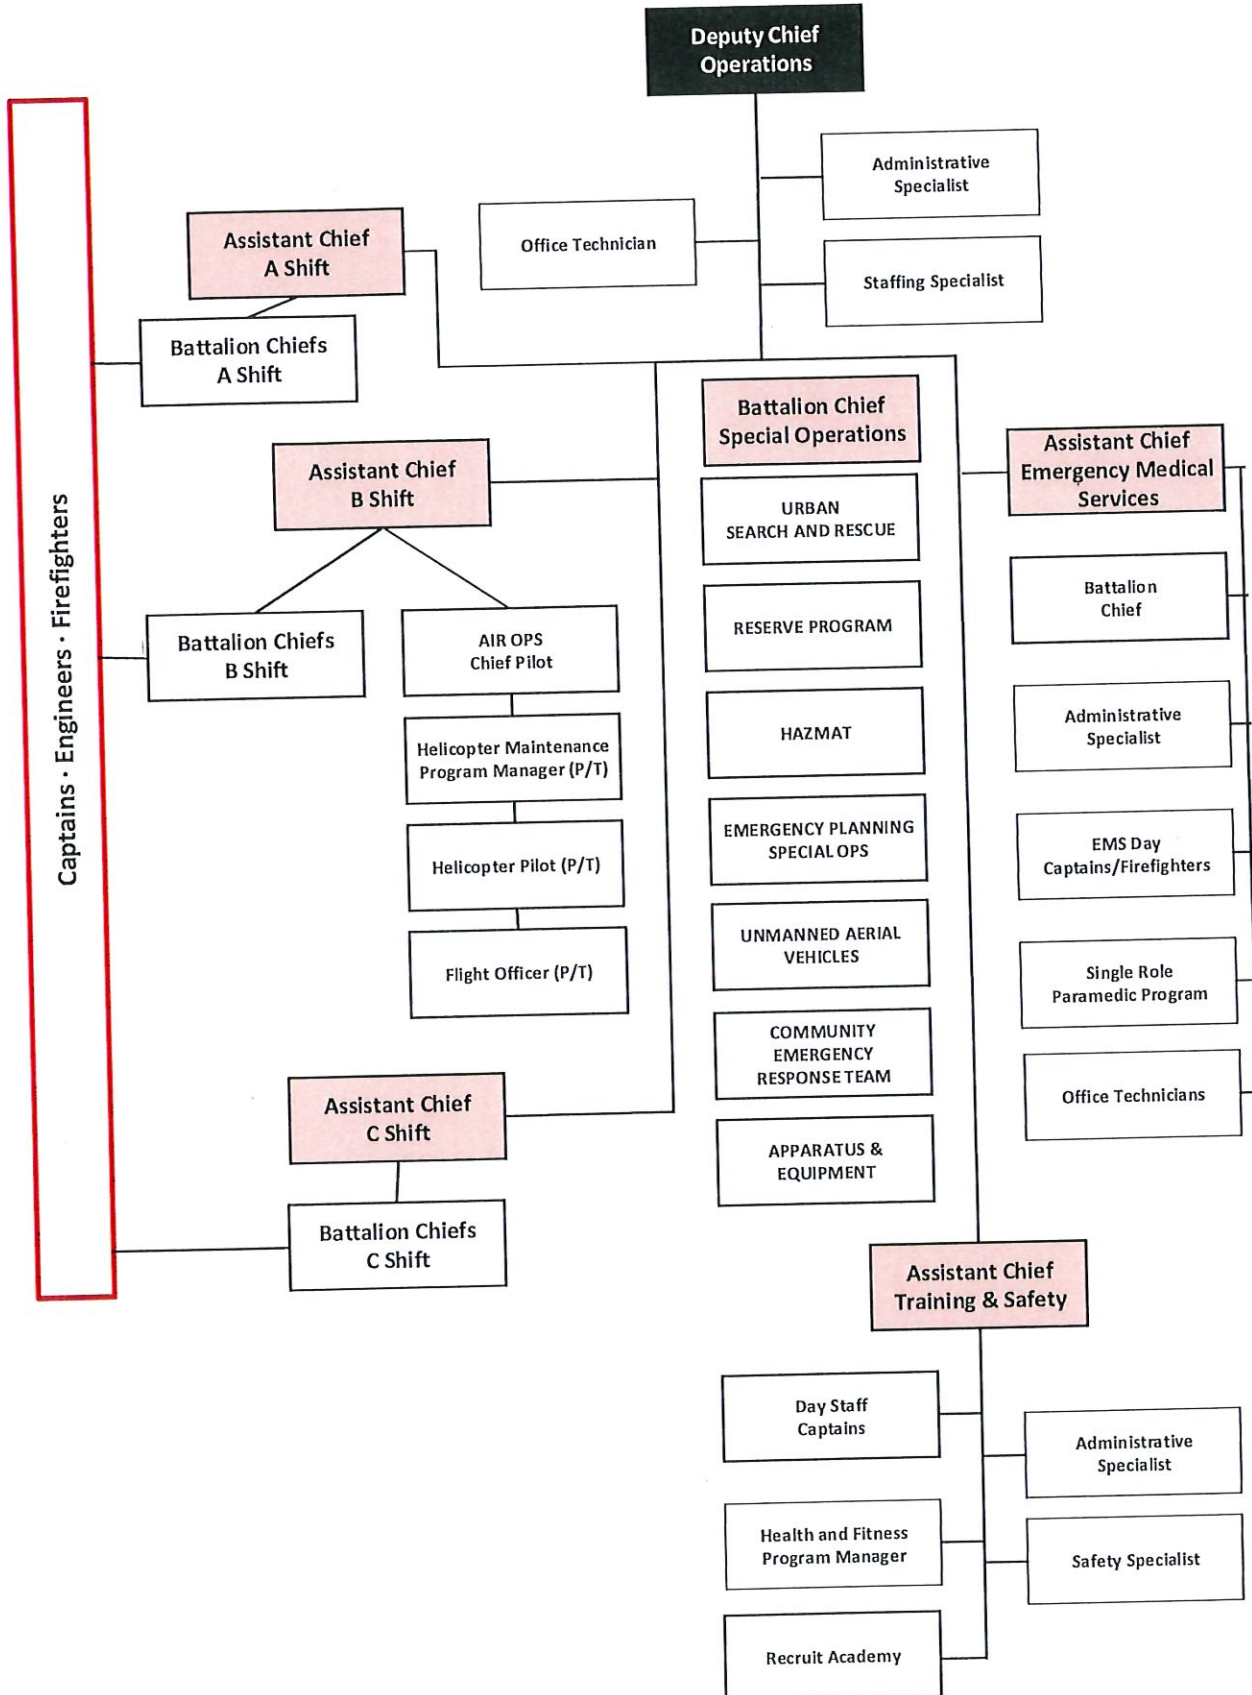 Deputy Chief
Operations
Administrative
Specialist
Office Technician
Staffing Specialist
Assistant Chief
A Shift
Battalion Chiefs
A Shift
Assistant Chief
B Shift
Battalion Chiefs
B Shift
AIR OPS
Chief Pilot
Helicopter Maintenance
Program Manager (P/T)
Helicopter Pilot (P/T)
Flight Officer (P/T)
Assistant Chief
C Shift
Battalion Chiefs
C Shift
Captains · Engineers · Firefighters
Battalion Chief
Special Operations
URBAN
SEARCH AND RESCUE
RESERVE PROGRAM
HAZMAT
EMERGENCY PLANNING
SPECIAL OPS
UNMANNED AERIAL
VEHICLES
COMMUNITY
EMERGENCY
RESPONSE TEAM
APPARATUS &
EQUIPMENT
Assistant Chief
Emergency Medical
Services
Battalion
Chief
Administrative
Specialist
EMS Day
Captains/Firefighters
Single Role
Paramedic Program
Office Technicians
Assistant Chief
Training & Safety
Day Staff
Captains
Administrative
Specialist
Health and Fitness
Program Manager
Safety Specialist
Recruit Academy